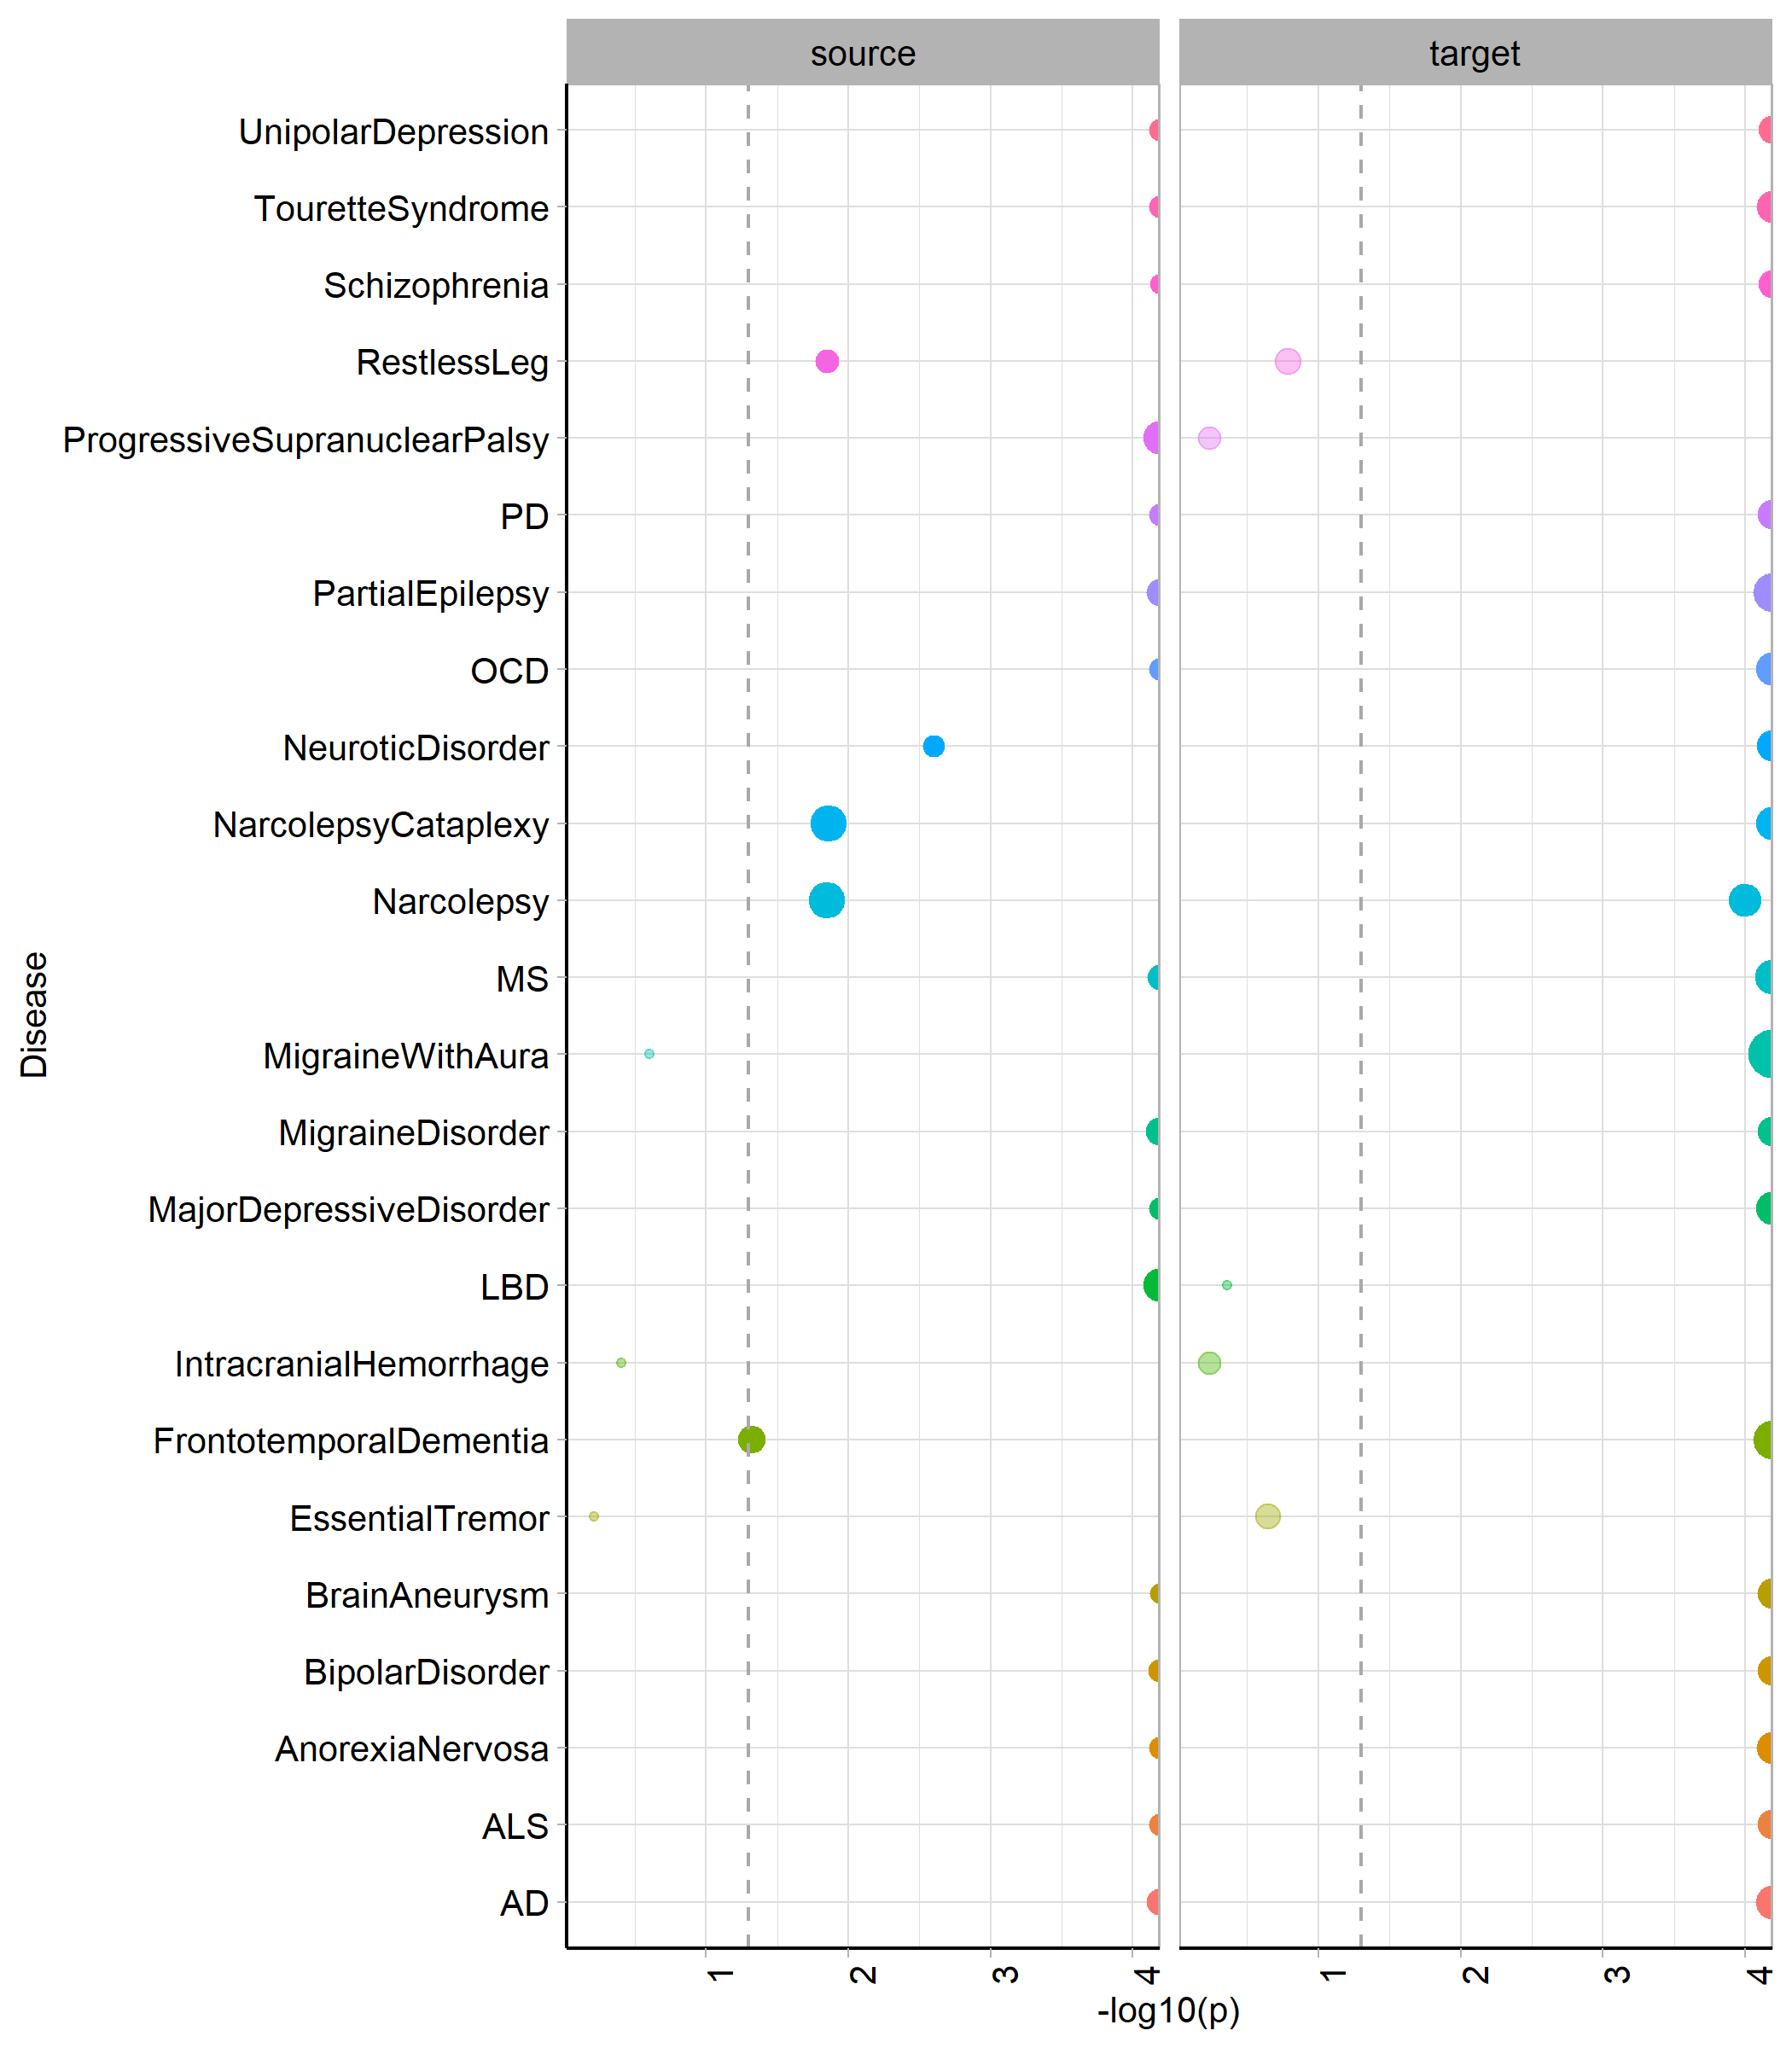 source
target
UnipolarDepression
TouretteSyndrome
Schizophrenia
RestlessLeg
ProgressiveSupranuclearPalsy
PD
PartialEpilepsy
OCD
NeuroticDisorder
NarcolepsyCataplexy
Narcolepsy
MS
MigraineWithAura
MigraineDisorder
MajorDepressiveDisorder
LBD
IntracranialHemorrhage
FrontotemporalDementia
EssentialTremor
BrainAneurysm
BipolarDisorder
AnorexiaNervosa
ALS
AD
Disease
1 2 3 4
1 2 3 4
-log10(p)